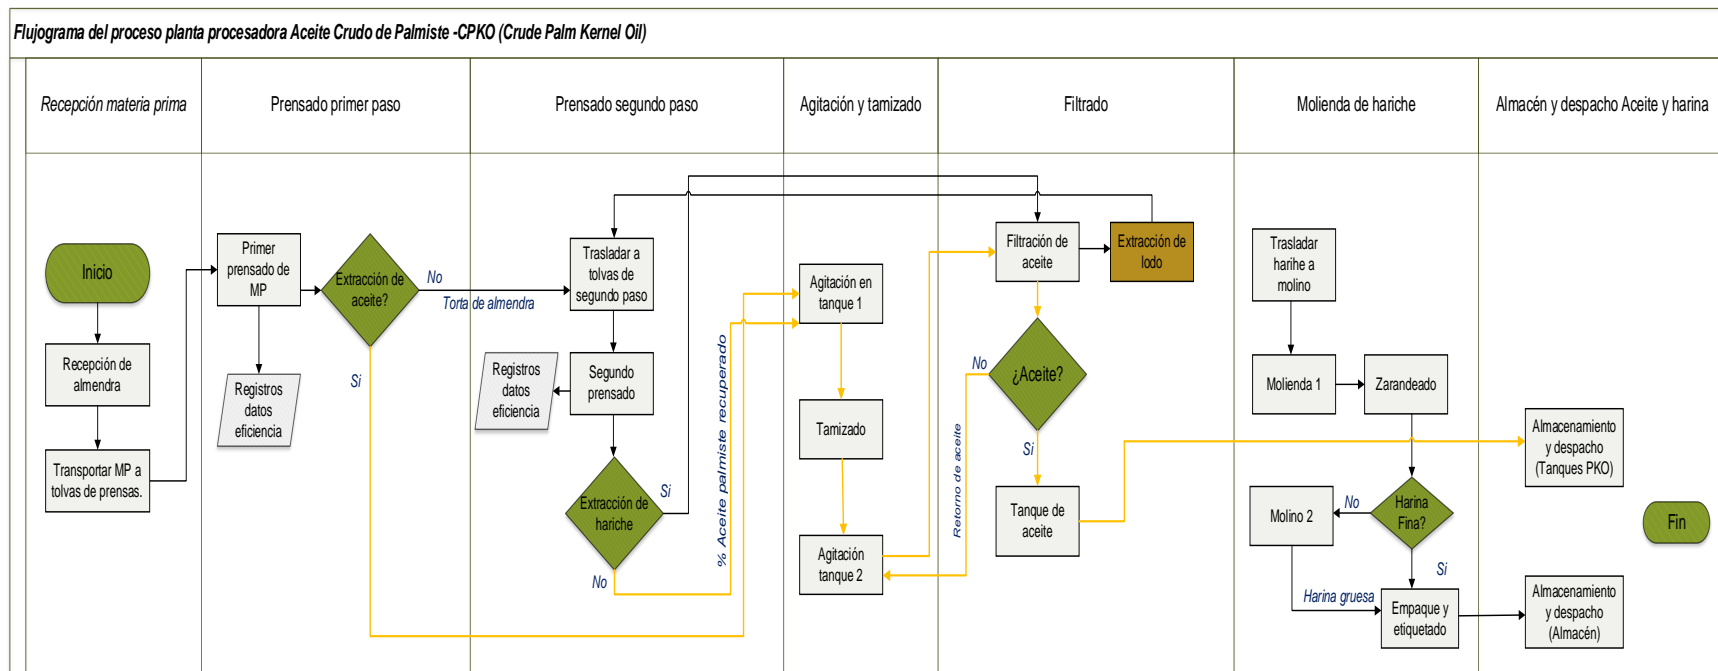 Flujograma del proceso planta procesadora Aceite Crudo de Palmiste -CPKO (Crude Palm Kernel Oil)
Recepción materia prima
Prensado primer paso
Prensado segundo paso
Agitación y tamizado
Filtrado
Molienda de hariche
Almacén y despacho Aceite y harina
Inicio
Recepción de
almendra
Transportar MP a
tolvas de prensas.
Primer
prensado de
MP
Registros
datos
eficiencia
Extracción de
aceite?
No
Torta de almendra
Si
Trasladar a
tolvas de
segundo paso
Segundo
prensado
Registros
datos
eficiencia
Extracción de
hariche
Si
No
% Aceite palmiste recuperado
Agitación en
tanque 1
Tamizado
Agitación
tanque 2
Filtración de
aceite
Extracción de
lodo
¿Aceite?
No
Retorno de aceite
Si
Tanque de
aceite
Trasladar
harihe a
molino
Molienda 1
Zarandeado
Harina
Fina?
No
Si
Molino 2
Harina gruesa
Empaque y
etiquetado
Almacenamiento
y despacho
(Tanques PKO)
Almacenamiento
y despacho
(Almacén)
Fin